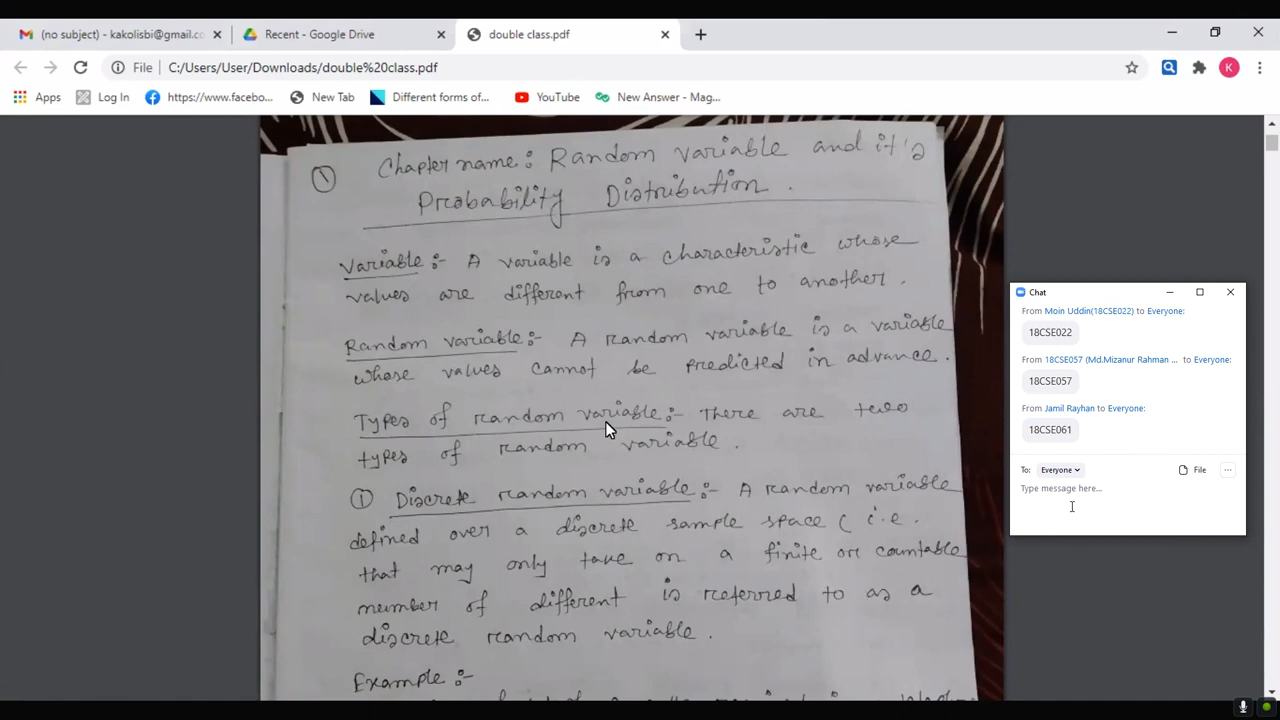 (no subject) - kakolisbi@gmail.co
Recent - Google Drive
double class.pdf
File
C:/Users/User/Downloads/double%20class.pdf
K
Apps
Log In
https://www.facebo...
New Tab
Different forms of...
YouTube
New Answer - Mag...
1 Chapter name: Random variable and it's
Probability Distribution.
Variable :- A variable is a characteristic whose
values are different from one to another.
Random variable :- A random variable is a variable
whose values cannot be predicted in advance.
Types of random variable :- There are two
types of random variable.
1 Discrete random variable :- A random variable
defined over a discrete sample space ( i.e.
that may only take on a finite or countable
number of different is referred to as a
discrete random variable.
Example :-
Chat
From Moin Uddin(18CSE022) to Everyone:
18CSE022
From 18CSE057 (Md.Mizanur Rahman ... to Everyone:
18CSE057
From Jamil Rayhan to Everyone:
18CSE061
To: Everyone
File
...
Type message here...